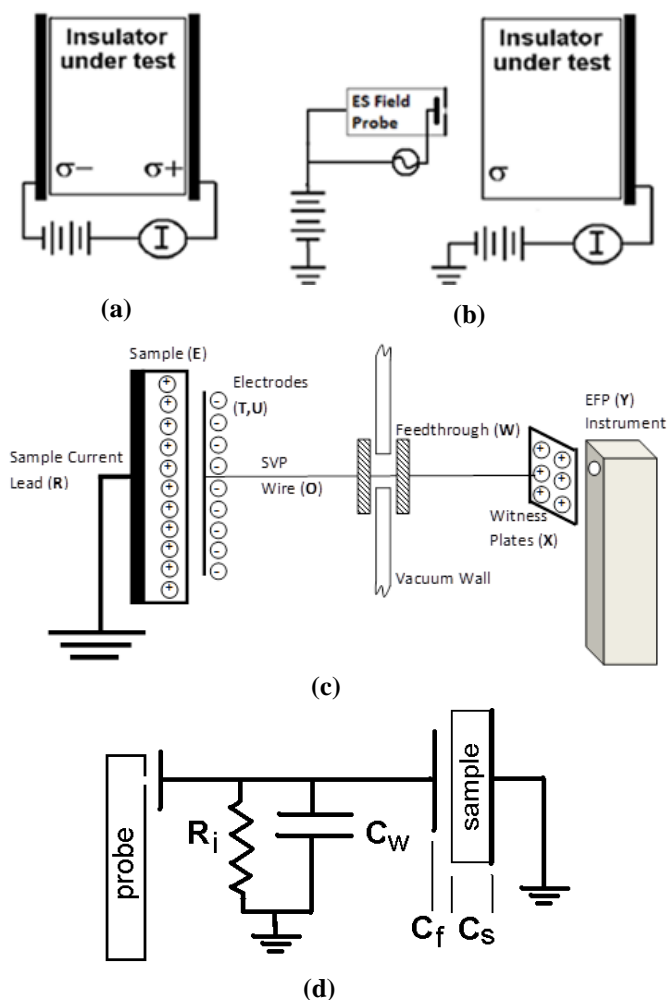 Insulator
under test
σ−
σ+
I
(a)
ES Field
Probe
Insulator
under test
σ
I
(b)
Sample (E)
Electrodes
(T,U)
Feedthrough (W)
EFP (Y)
Instrument
Sample Current
Lead (R)
SVP
Wire (O)
Witness
Plates (X)
Vacuum Wall
(c)
probe
Ri
CW
sample
Cf
Cs
(d)